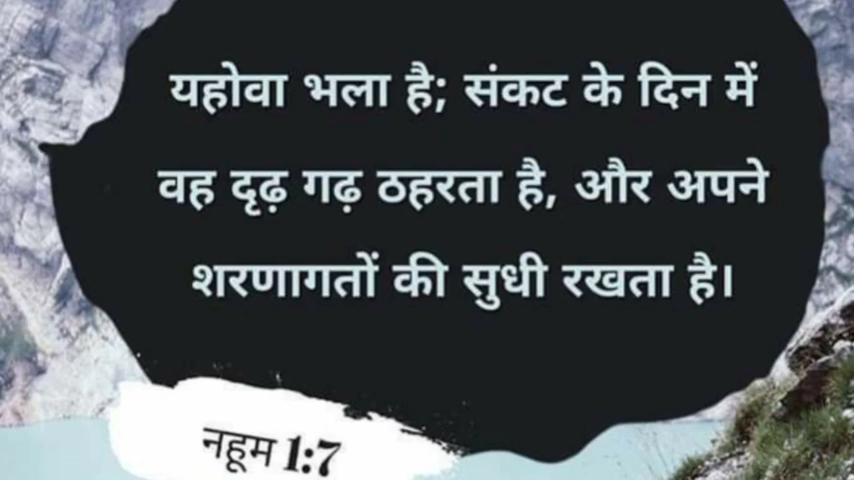 यहोवा भला है; संकट के दिन में
वह दृढ़ गढ़ ठहरता है, और अपने
शरणागतों की सुधी रखता है।
नहूम 1:7